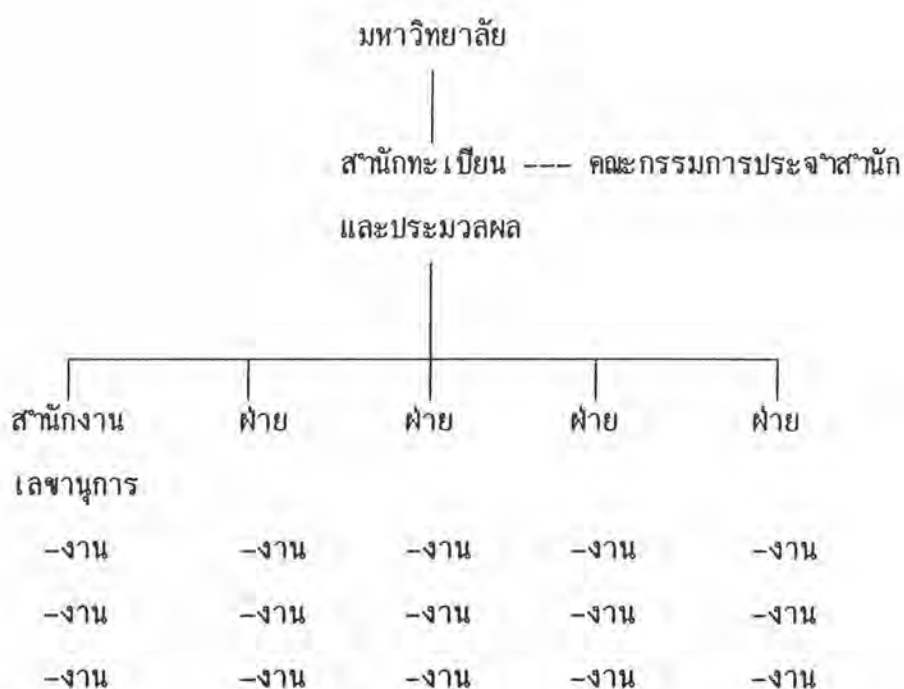 มหาวิทยาลัย
สำนักทะเบียน --- คณะกรรมการประจำสำนัก
และประมวลผล
สำนักงาน ฝ่าย ฝ่าย ฝ่าย ฝ่าย
เลขานุการ
-งาน -งาน -งาน -งาน -งาน
-งาน -งาน -งาน -งาน -งาน
-งาน -งาน -งาน -งาน -งาน